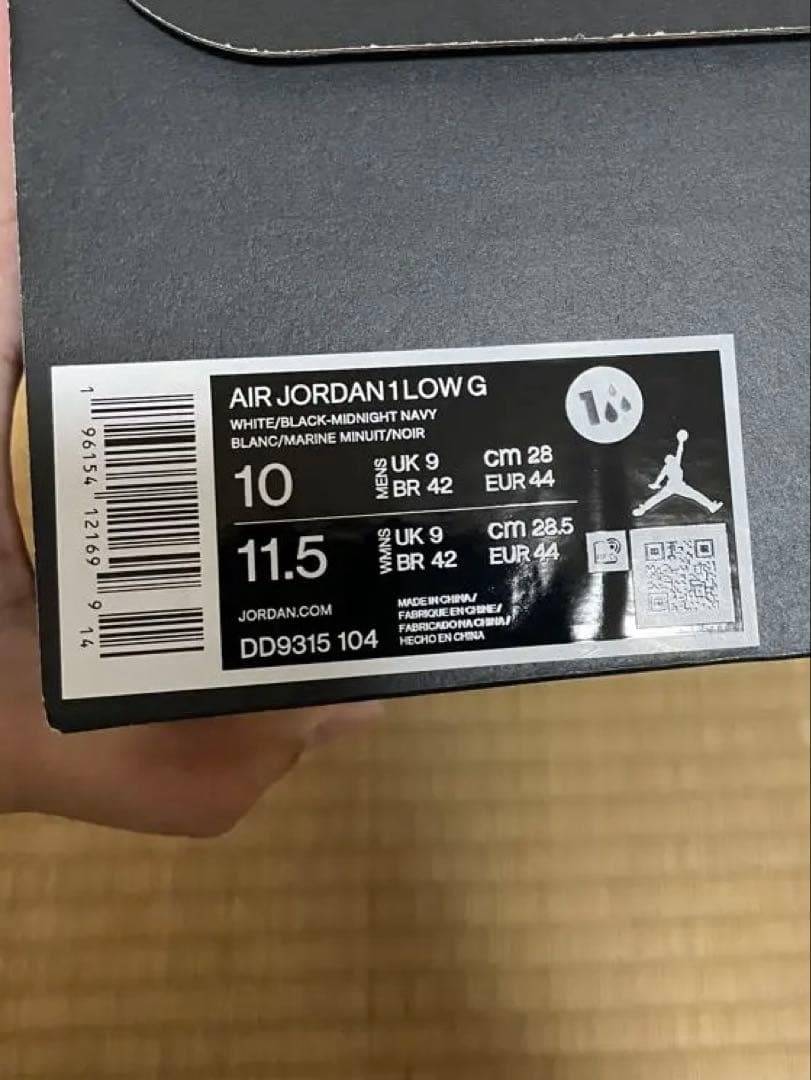 AIR JORDAN 1 LOW G
WHITE/BLACK-MIDNIGHT NAVY
BLANC/MARINE MINUIT/NOIR
10
MENS
UK 9
BR 42
cm 28
EUR 44
11.5
WMNS
UK 9
BR 42
cm 28.5
EUR 44
JORDAN.COM
DD9315 104
MADE IN CHINA/
FABRIQUE EN CHINE/
FABRICADO NA CHINA/
HECHO EN CHINA
1 96154 12169 9 14
1